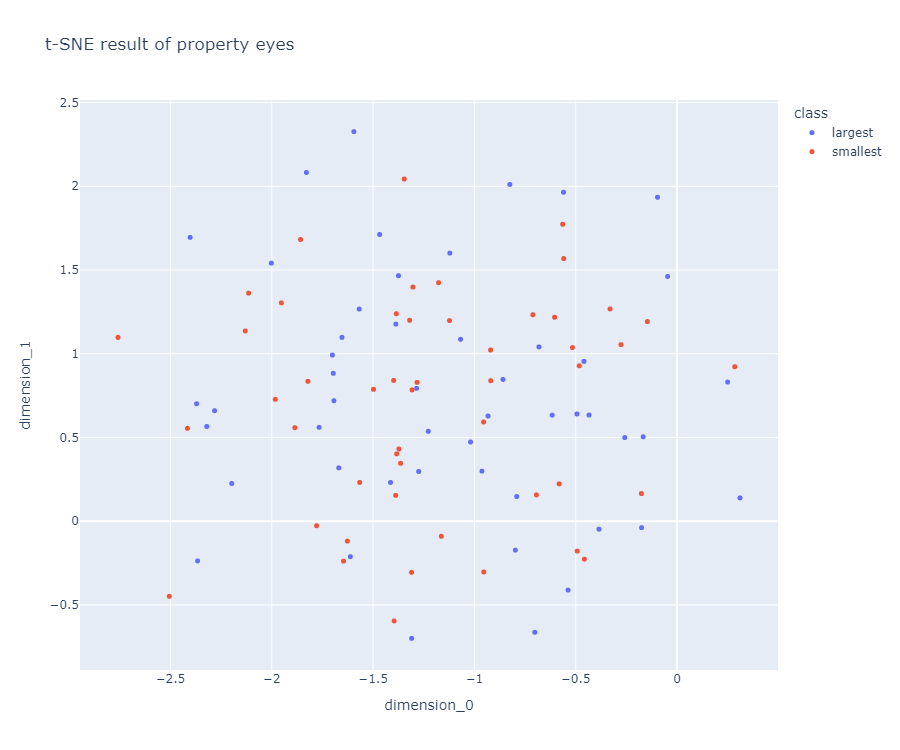 t-SNE result of property eyes
class
largest
smallest
2.5
2
1.5
1
0.5
0
−0.5
dimension_1
−2.5
−2
−1.5
−1
−0.5
0
dimension_0